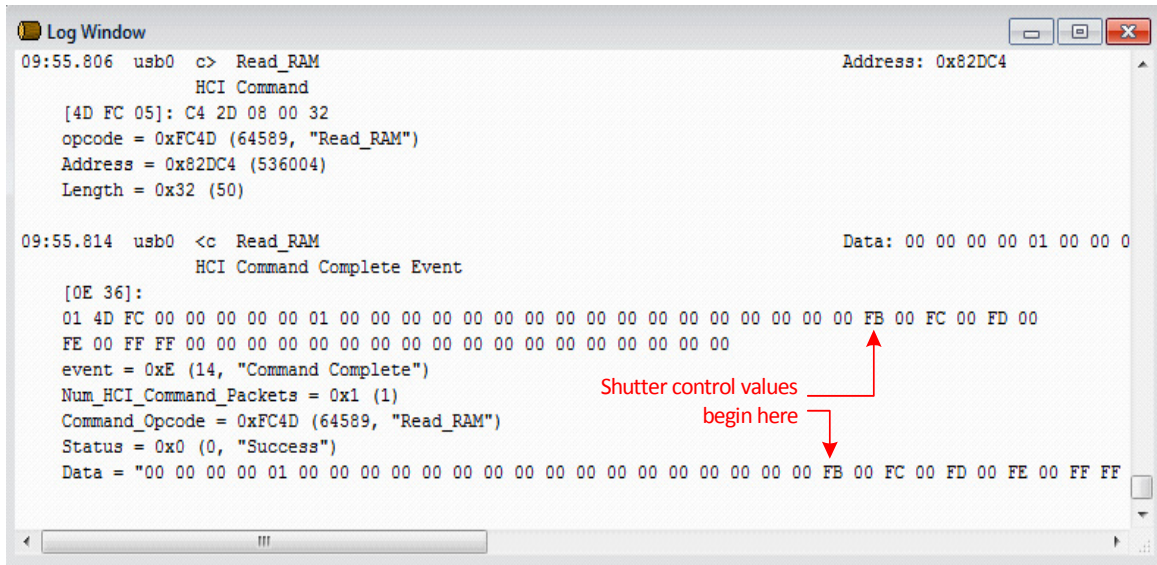 Log Window
09:55.806 usb0 c> Read_RAM Address: 0x82DC4
HCI Command
[4D FC 05]: C4 2D 08 00 32
opcode = 0xFC4D (64589, "Read_RAM")
Address = 0x82DC4 (536004)
Length = 0x32 (50)
09:55.814 usb0 <c Read_RAM Data: 00 00 00 00 01 00 00 0
HCI Command Complete Event
[0E 36]:
01 4D FC 00 00 00 00 00 01 00 00 00 00 00 00 00 00 00 00 00 00 00 00 00 00 00 FB 00 FC 00 FD 00
FE 00 FF FF 00 00 00 00 00 00 00 00 00 00 00 00 00 00 00 00 00 00
event = 0xE (14, "Command Complete")
Num_HCI_Command_Packets = 0x1 (1)
Command_Opcode = 0xFC4D (64589, "Read_RAM")
Status = 0x0 (0, "Success")
Data = "00 00 00 00 01 00 00 00 00 00 00 00 00 00 00 00 00 00 00 00 00 00 FB 00 FC 00 FD 00 FE 00 FF FF
Shutter control values
begin here